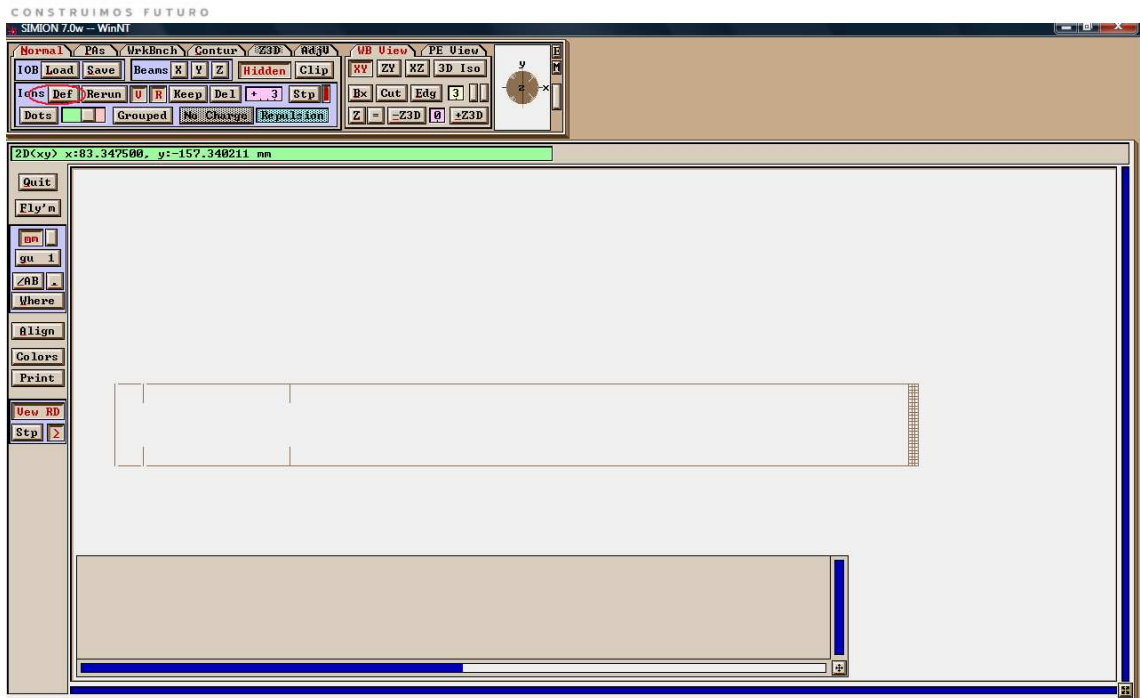 CONSTRUIMOS FUTURO
SIMION 7.0w -- WinNT
Normal PAs WrkBnch Contur Z3D AdjV WB View PE View
IOB Load Save Beams X Y Z Hidden Clip XY ZY XZ 3D Iso
Ions Def Rerun V R Keep Del + 3 Stp Bx Cut Edg 3
Dots Grouped No Charge Repulsion Z = -Z3D 0 +Z3D
E
M
y
z x
2D(xy) x:83.347500, y:-157.340211 mm
Quit
Fly'm
mm
gu 1
∠AB .
Where
Align
Colors
Print
Vew RD
Stp Σ